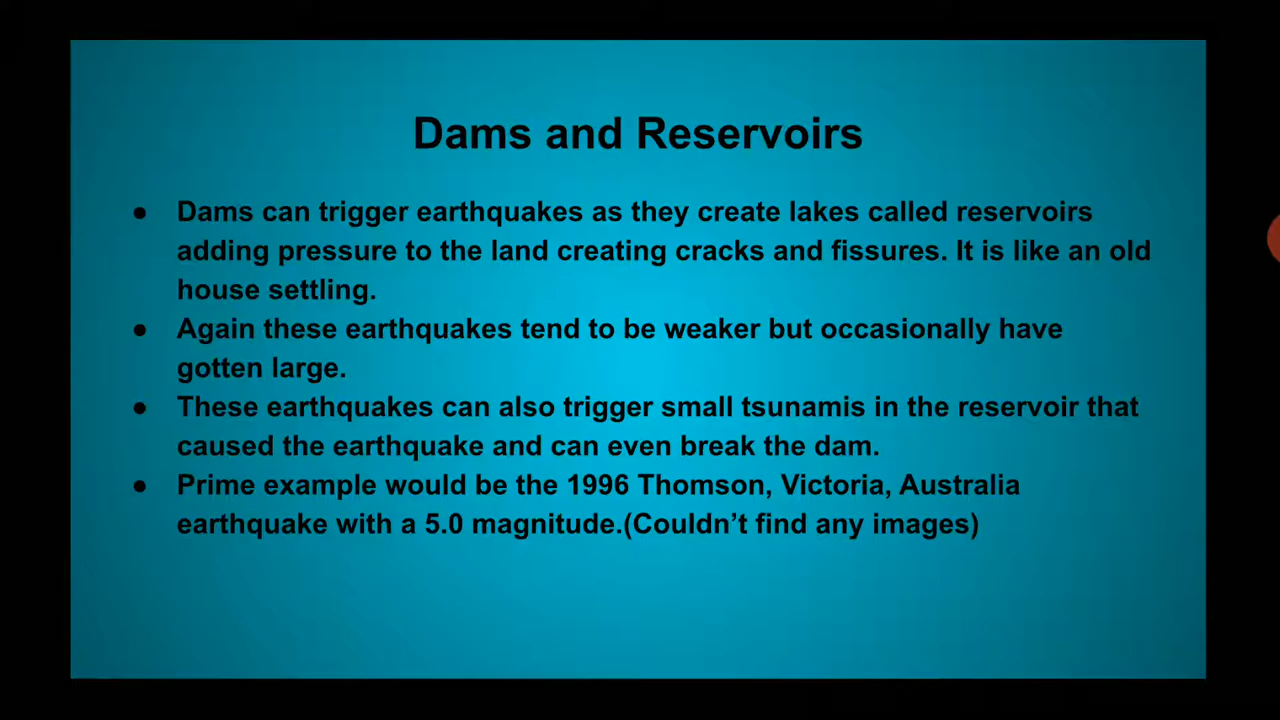 Dams and Reservoirs
● Dams can trigger earthquakes as they create lakes called reservoirs
adding pressure to the land creating cracks and fissures. It is like an old
house settling.
● Again these earthquakes tend to be weaker but occasionally have
gotten large.
● These earthquakes can also trigger small tsunamis in the reservoir that
caused the earthquake and can even break the dam.
● Prime example would be the 1996 Thomson, Victoria, Australia
earthquake with a 5.0 magnitude.(Couldn’t find any images)